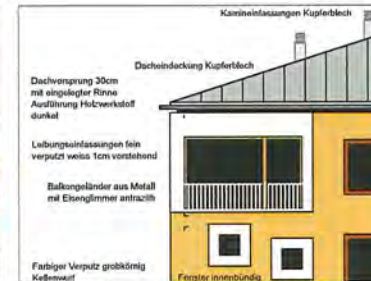 Kamineinfassungen Kupferblech
Dacheindeckung Kupferblech
Dachvorsprung 30cm
mit eingelegter Rinne
Ausführung Holzwerkstoff
dunkel
Leibungseinfassungen fein
verputzt weiss 1cm vorstehend
Balkongeländer aus Metall
mit Eisenglimmer antrazith
Farbiger Verputz grobkörnig
Kellenwurf
Fenster innenbündig